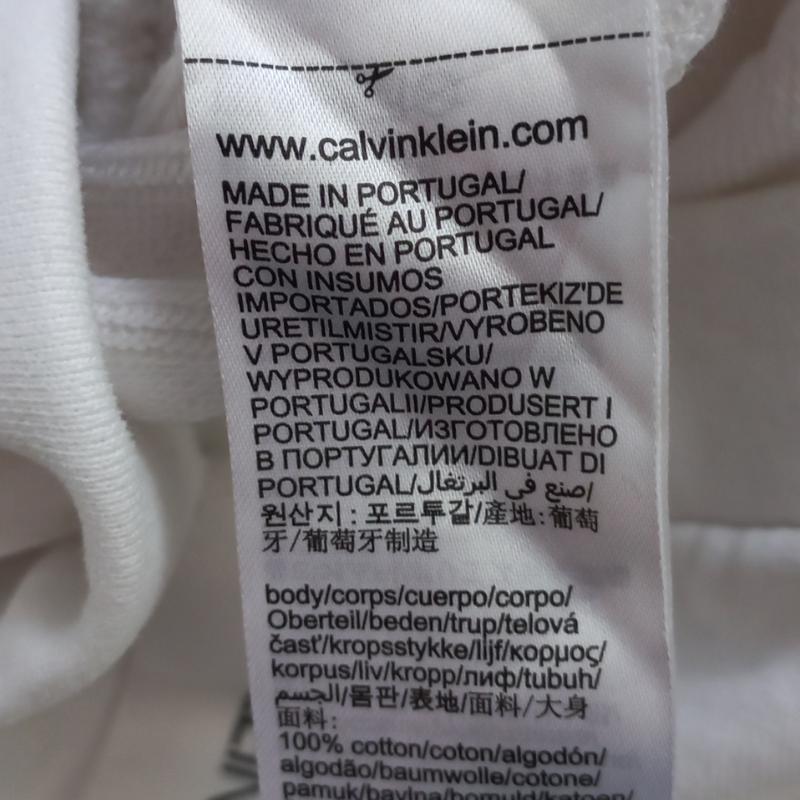 www.calvinklein.com
MADE IN PORTUGAL/
FABRIQUÉ AU PORTUGAL/
HECHO EN PORTUGAL
CON INSUMOS
IMPORTADOS/PORTEKIZ'DE
URETILMISTIR/VYROBENO
V PORTUGALSKU/
WYPRODUKOWANO W
PORTUGALII/PRODUSERT I
PORTUGAL/ИЗГОТОВЛЕНО
В ПОРТУГАЛИИ/DIBUAT DI
PORTUGAL/صنع في البرتغال/
원산지 : 포르투갈/產地:葡萄
牙/葡萄牙制造
body/corps/cuerpo/corpo/
Oberteil/beden/trup/telová
časť/kropsstykke/lijf/κορμος/
korpus/liv/kropp/лиф/tubuh/
الجسم/몸판/表地/面料/大身
面料:
100% cotton/coton/algodón/
algodão/baumwolle/cotone/
pamuk/bavlna/bomuld/katoen/